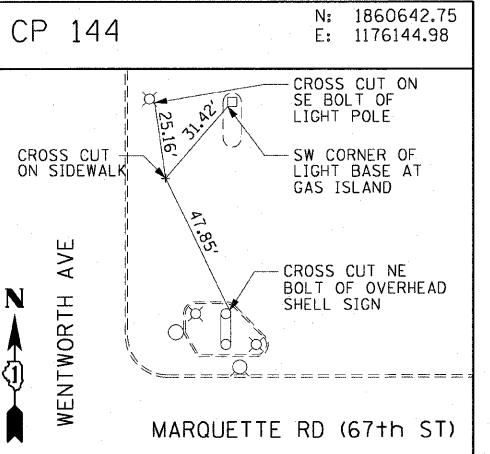 CP 144
N: 1860642.75
E: 1176144.98
CROSS CUT ON
SE BOLT OF
LIGHT POLE
25.16'
31.42'
CROSS CUT
ON SIDEWALK
SW CORNER OF
LIGHT BASE AT
GAS ISLAND
47.85'
CROSS CUT NE
BOLT OF OVERHEAD
SHELL SIGN
N
WENTWORTH AVE
MARQUETTE RD (67th ST)